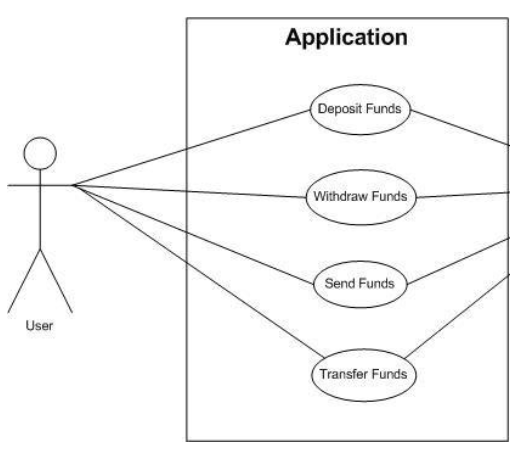 Application
Deposit Funds
Withdraw Funds
Send Funds
User
Transfer Funds